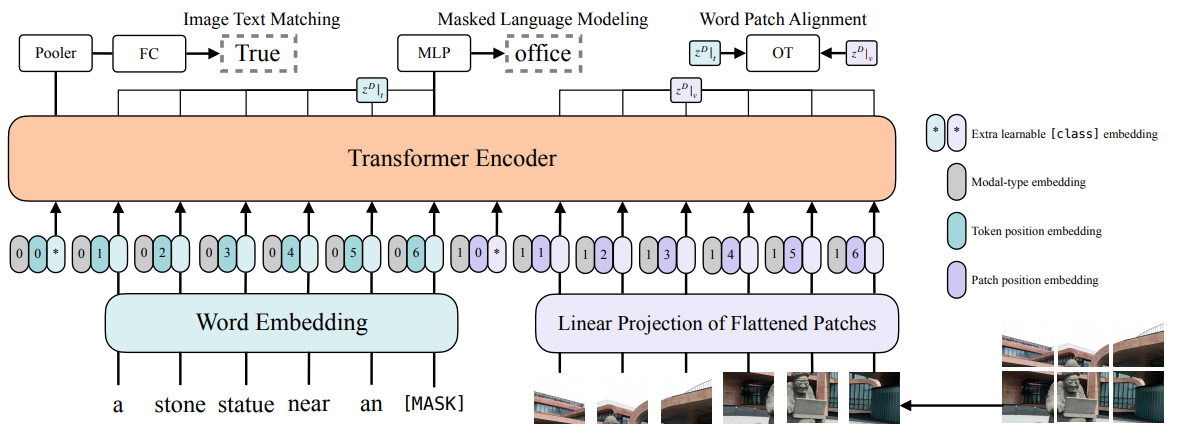 Image Text Matching
Masked Language Modeling
Word Patch Alignment
Pooler
FC
True
MLP
office
z^D|_t
OT
z^D|_v
z^D|_t
z^D|_v
Transformer Encoder
* * Extra learnable [class] embedding
Modal-type embedding
Token position embedding
Patch position embedding
0 0 * 0 1 0 2 0 3 0 4 0 5 0 6 1 0 * 1 1 1 2 1 3 1 4 1 5 1 6
Word Embedding
Linear Projection of Flattened Patches
a stone statue near an [MASK]